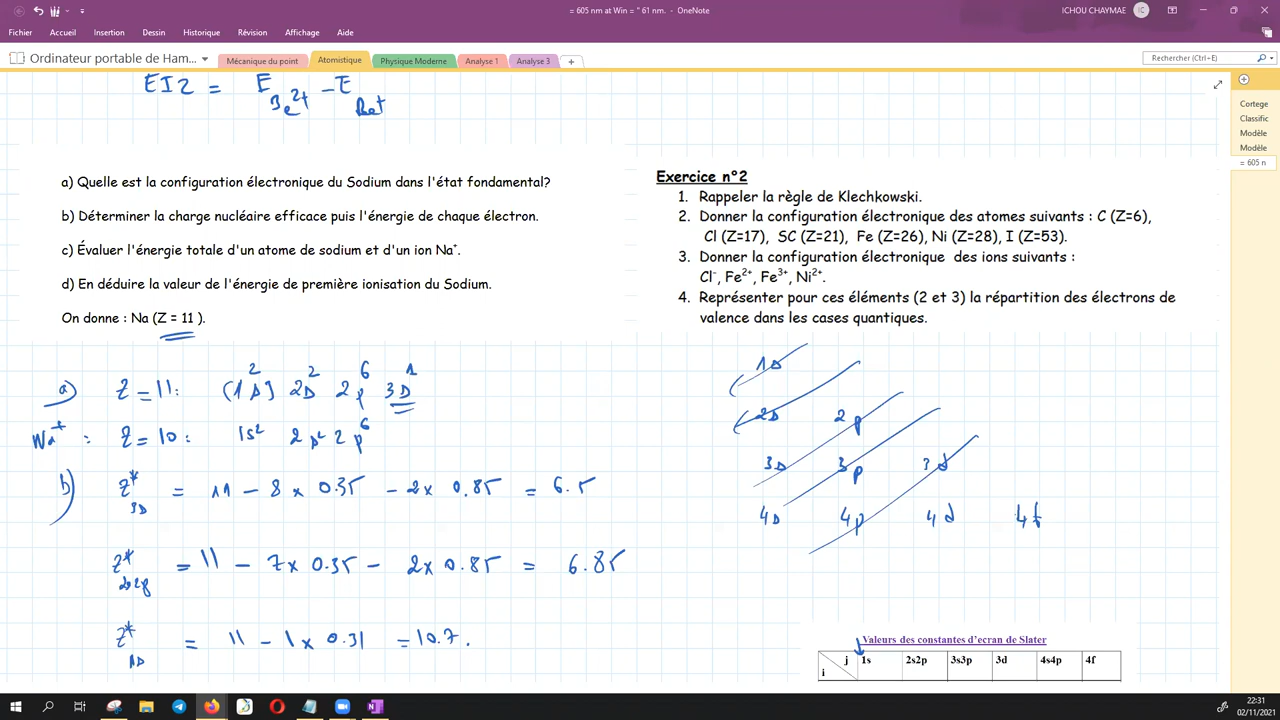 = 605 nm at Win = " 61 nm. - OneNote
ICHOU CHAYMAE IC
Fichier Accueil Insertion Dessin Historique Révision Affichage Aide
Ordinateur portable de Ham...
Mécanique du point Atomistique Physique Moderne Analyse 1 Analyse 3
Rechercher (Ctrl+E)
Cortege
Classific
Modèle
Modèle
= 605 n
EI2 = E Be2+ - E Be+
a) Quelle est la configuration électronique du Sodium dans l'état fondamental?
b) Déterminer la charge nucléaire efficace puis l'énergie de chaque électron.
c) Évaluer l'énergie totale d'un atome de sodium et d'un ion Na+.
d) En déduire la valeur de l'énergie de première ionisation du Sodium.
On donne : Na (Z = 11 ).
a) Z = 11 : (1s)2 2s2 2p6 3s1
Na+ : Z = 10 : 1s2 2s2 2p6
b) Z*3s = 11 - 8 x 0.35 - 2 x 0.85 = 6.5
Z*2s2p = 11 - 7 x 0.35 - 2 x 0.85 = 6.85
Z*1s = 11 - 1 x 0.31 = 10.7.
Exercice n°2
1. Rappeler la règle de Klechkowski.
2. Donner la configuration électronique des atomes suivants : C (Z=6),
Cl (Z=17), SC (Z=21), Fe (Z=26), Ni (Z=28), I (Z=53).
3. Donner la configuration électronique des ions suivants :
Cl-, Fe2+, Fe3+, Ni2+.
4. Représenter pour ces éléments (2 et 3) la répartition des électrons de
valence dans les cases quantiques.
1s
2s 2p
3s 3p 3d
4s 4p 4d 4f
Valeurs des constantes d'ecran de Slater
j 1s 2s2p 3s3p 3d 4s4p 4f
i
22:31
02/11/2021